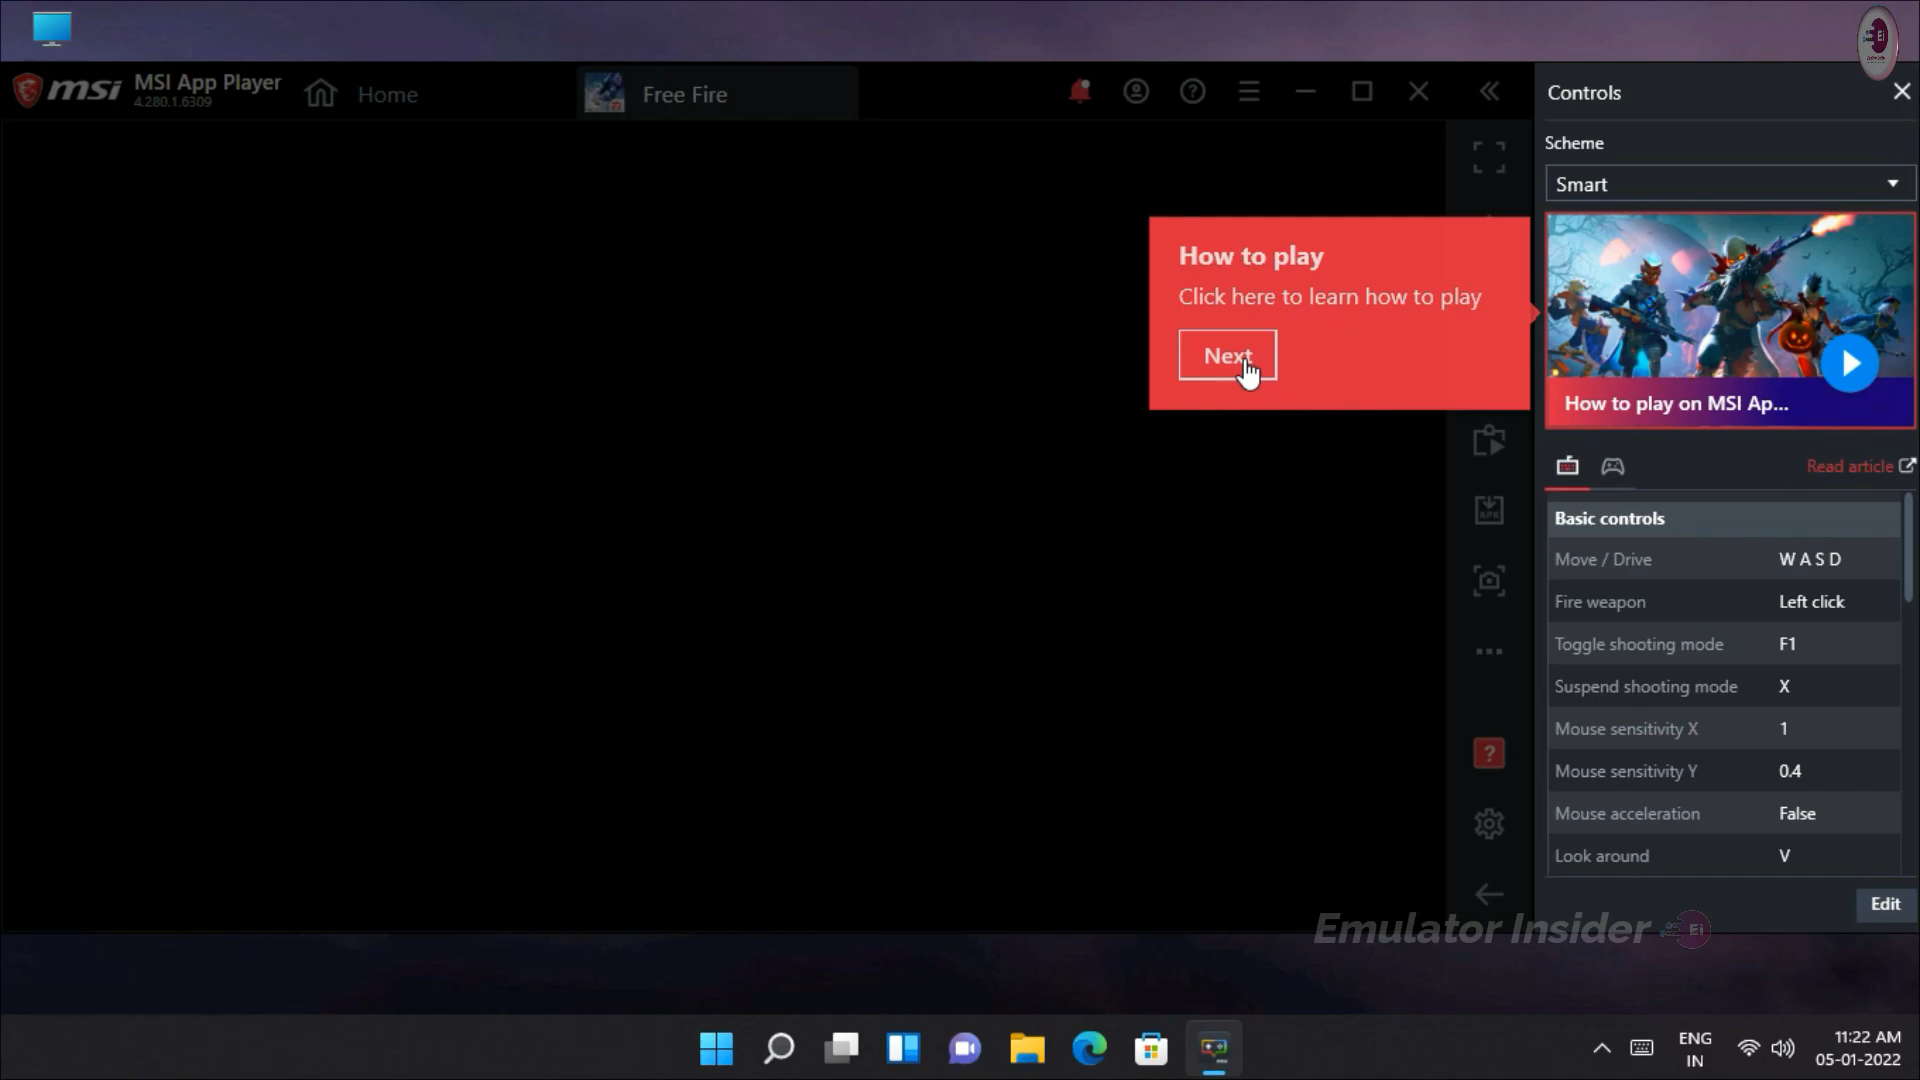 msi MSI App Player
4.280.1.6309
Home
Free Fire
Controls
Scheme
Smart
How to play
Click here to learn how to play
Next
How to play on MSI Ap...
Read article
Basic controls
Move / Drive W A S D
Fire weapon Left click
Toggle shooting mode F1
Suspend shooting mode X
Mouse sensitivity X 1
Mouse sensitivity Y 0.4
Mouse acceleration False
Look around V
Edit
APK
?
Emulator Insider Ei
ENG
IN
11:22 AM
05-01-2022